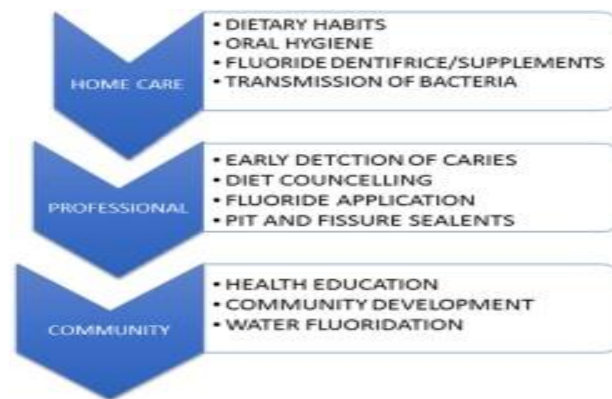 HOME CARE
• DIETARY HABITS
• ORAL HYGIENE
• FLUORIDE DENTIFRICE/SUPPLEMENTS
• TRANSMISSION OF BACTERIA
PROFESSIONAL
• EARLY DETCTION OF CARIES
• DIET COUNCELLING
• FLUORIDE APPLICATION
• PIT AND FISSURE SEALENTS
COMMUNITY
• HEALTH EDUCATION
• COMMUNITY DEVELOPMENT
• WATER FLUORIDATION